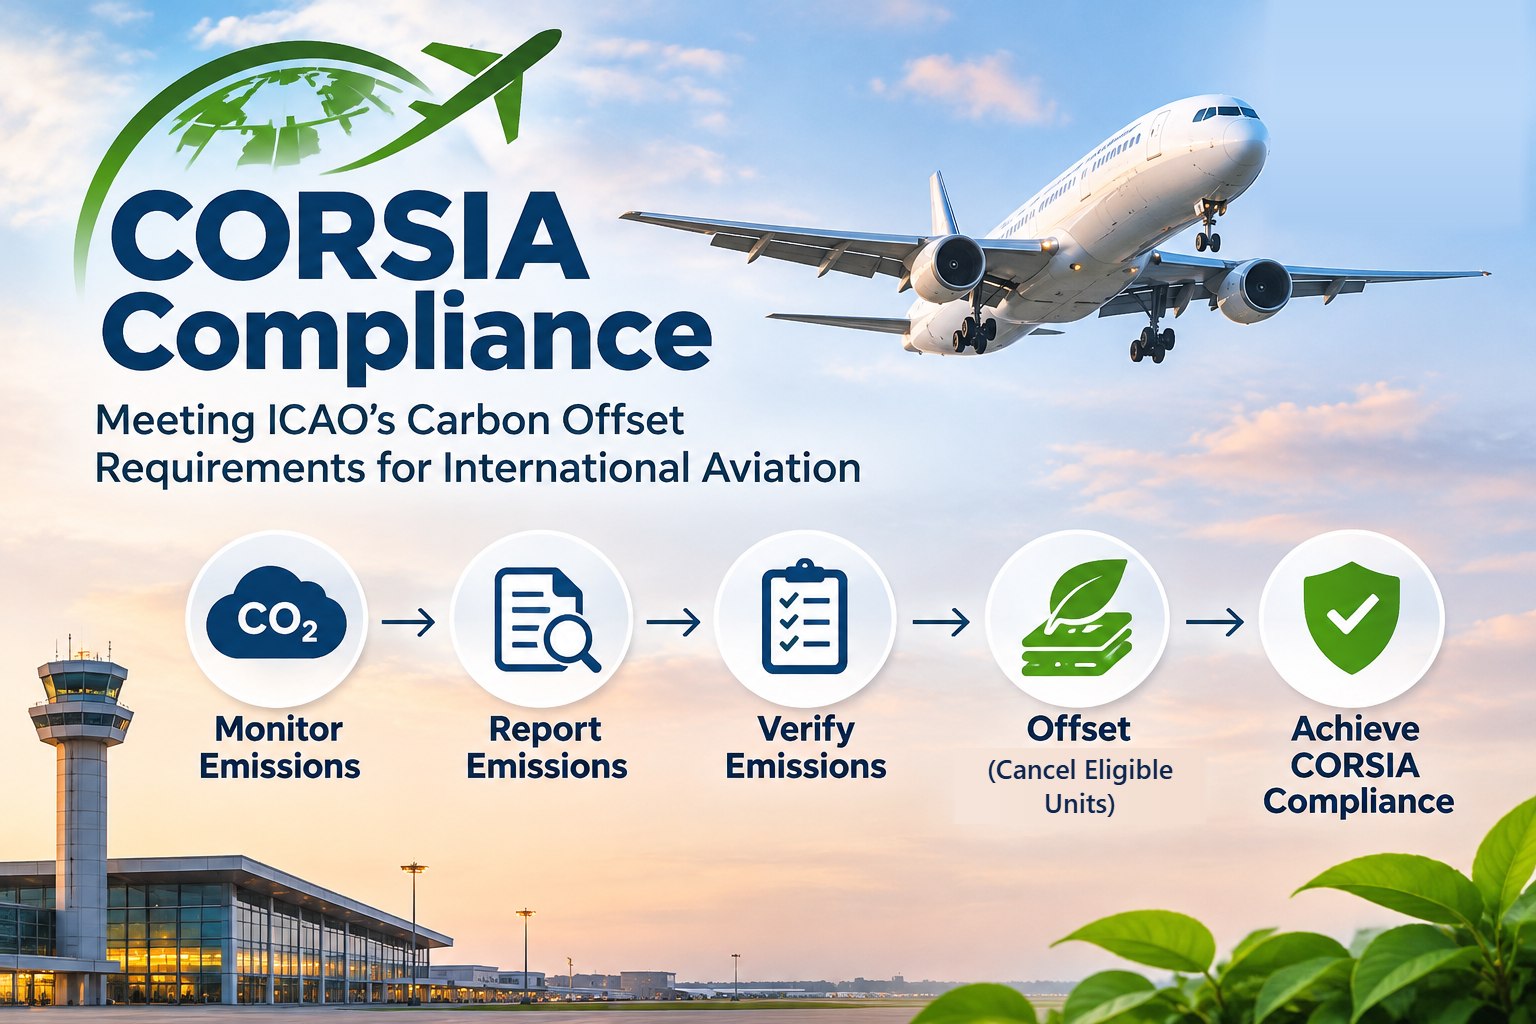 CORSIA
Compliance
Meeting ICAO's Carbon Offset
Requirements for International Aviation
CO₂
Monitor
Emissions
Report
Emissions
Verify
Emissions
Offset
(Cancel Eligible
Units)
Achieve
CORSIA
Compliance